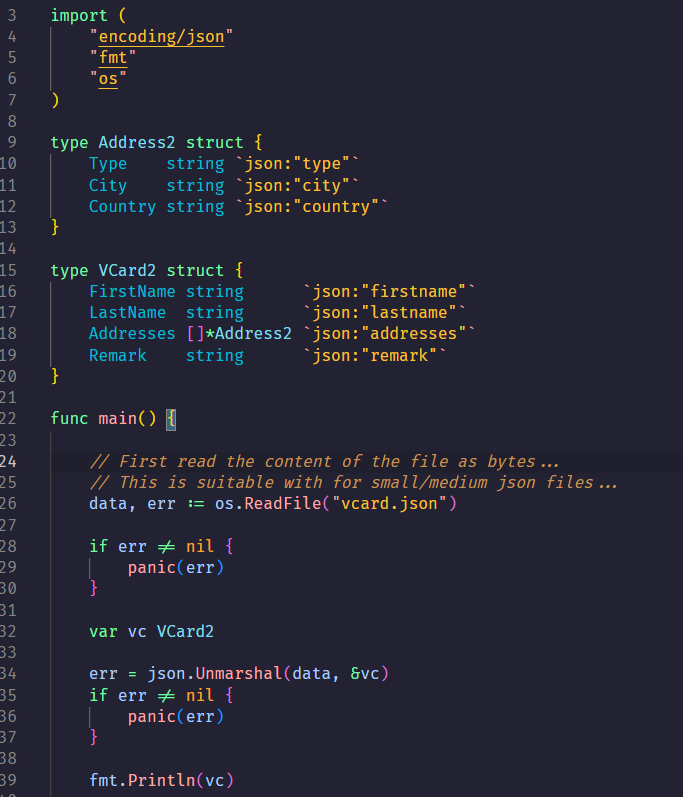 3 import (
4     "encoding/json"
5     "fmt"
6     "os"
7 )
8
9 type Address2 struct {
10     Type    string `json:"type"`
11     City    string `json:"city"`
12     Country string `json:"country"`
13 }
14
15 type VCard2 struct {
16     FirstName string      `json:"firstname"`
17     LastName  string      `json:"lastname"`
18     Addresses []*Address2 `json:"addresses"`
19     Remark    string      `json:"remark"`
20 }
21
22 func main() {
23
24     // First read the content of the file as bytes...
25     // This is suitable with for small/medium json files...
26     data, err := os.ReadFile("vcard.json")
27
28     if err != nil {
29         panic(err)
30     }
31
32     var vc VCard2
33
34     err = json.Unmarshal(data, &vc)
35     if err != nil {
36         panic(err)
37     }
38
39     fmt.Println(vc)